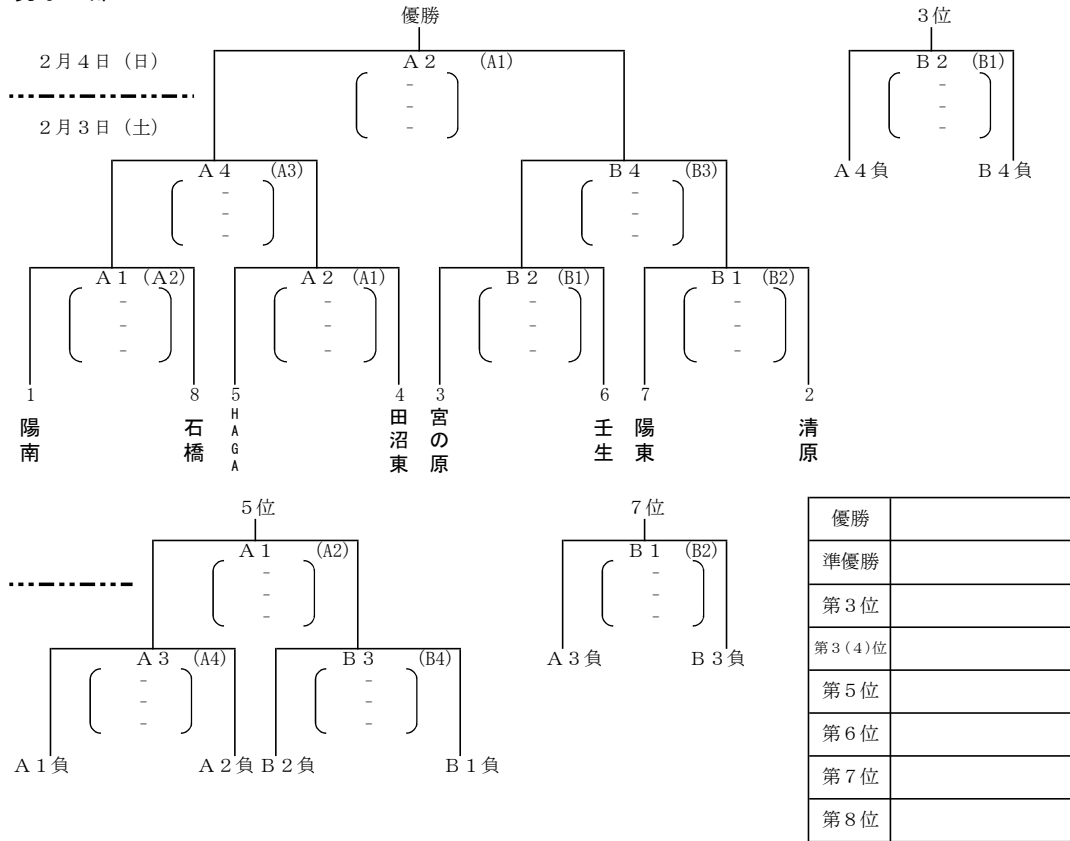 優勝
3位
2月4日(日)
A2 (A1)
B2 (B1)
-
-
-
-
-
-
2月3日(土)
A4 (A3)
B4 (B3)
A4負 B4負
-
-
-
-
-
-
A1 (A2)
A2 (A1)
B2 (B1)
B1 (B2)
-
-
-
-
-
-
-
-
-
-
-
-
1 8 5 4 3 6 7 2
陽南
石橋
HAGA
田沼東
宮の原
壬生
陽東
清原
5位
7位
A1 (A2)
B1 (B2)
-
-
-
-
-
-
A3 (A4)
B3 (B4)
A3負 B3負
-
-
-
-
-
-
A1負 A2負 B2負 B1負
優勝
準優勝
第3位
第3(4)位
第5位
第6位
第7位
第8位